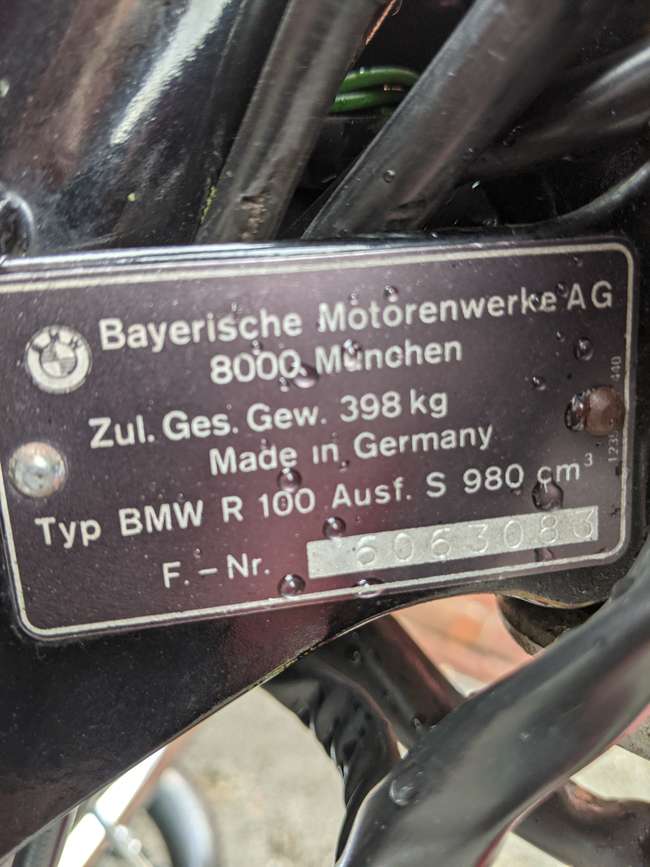 Bayerische Motorenwerke AG
8000 München
Zul. Ges. Gew. 398 kg
Made in Germany
Typ BMW R 100 Ausf. S 980 cm³
F. – Nr. 6063083